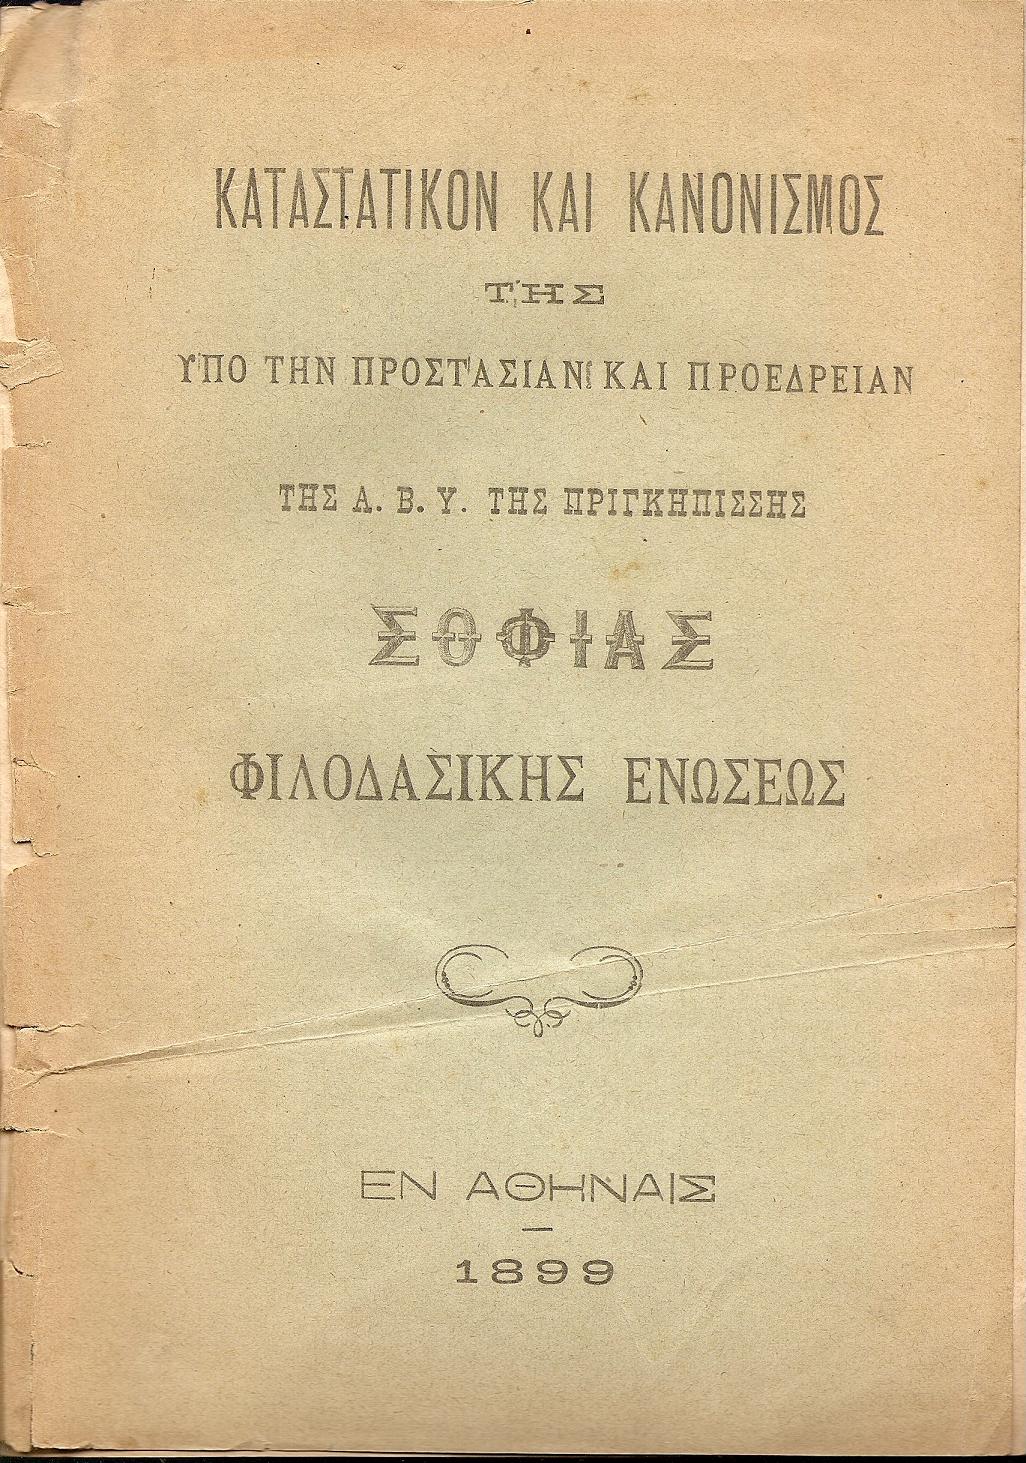 ΚΑΤΑΣΤΑΤΙΚΟΝ ΚΑΙ ΚΑΝΟΝΙΣΜΟΣ
ΤΗΣ
ΥΠΟ ΤΗΝ ΠΡΟΣΤΑΣΙΑΝ ΚΑΙ ΠΡΟΕΔΡΕΙΑΝ
ΤΗΣ Α. Β. Υ. ΤΗΣ ΠΡΙΓΚΗΠΙΣΣΗΣ
ΣΟΦΙΑΣ
ΦΙΛΟΔΑΣΙΚΗΣ ΕΝΩΣΕΩΣ
ΕΝ ΑΘΗΝΑΙΣ
—
1899